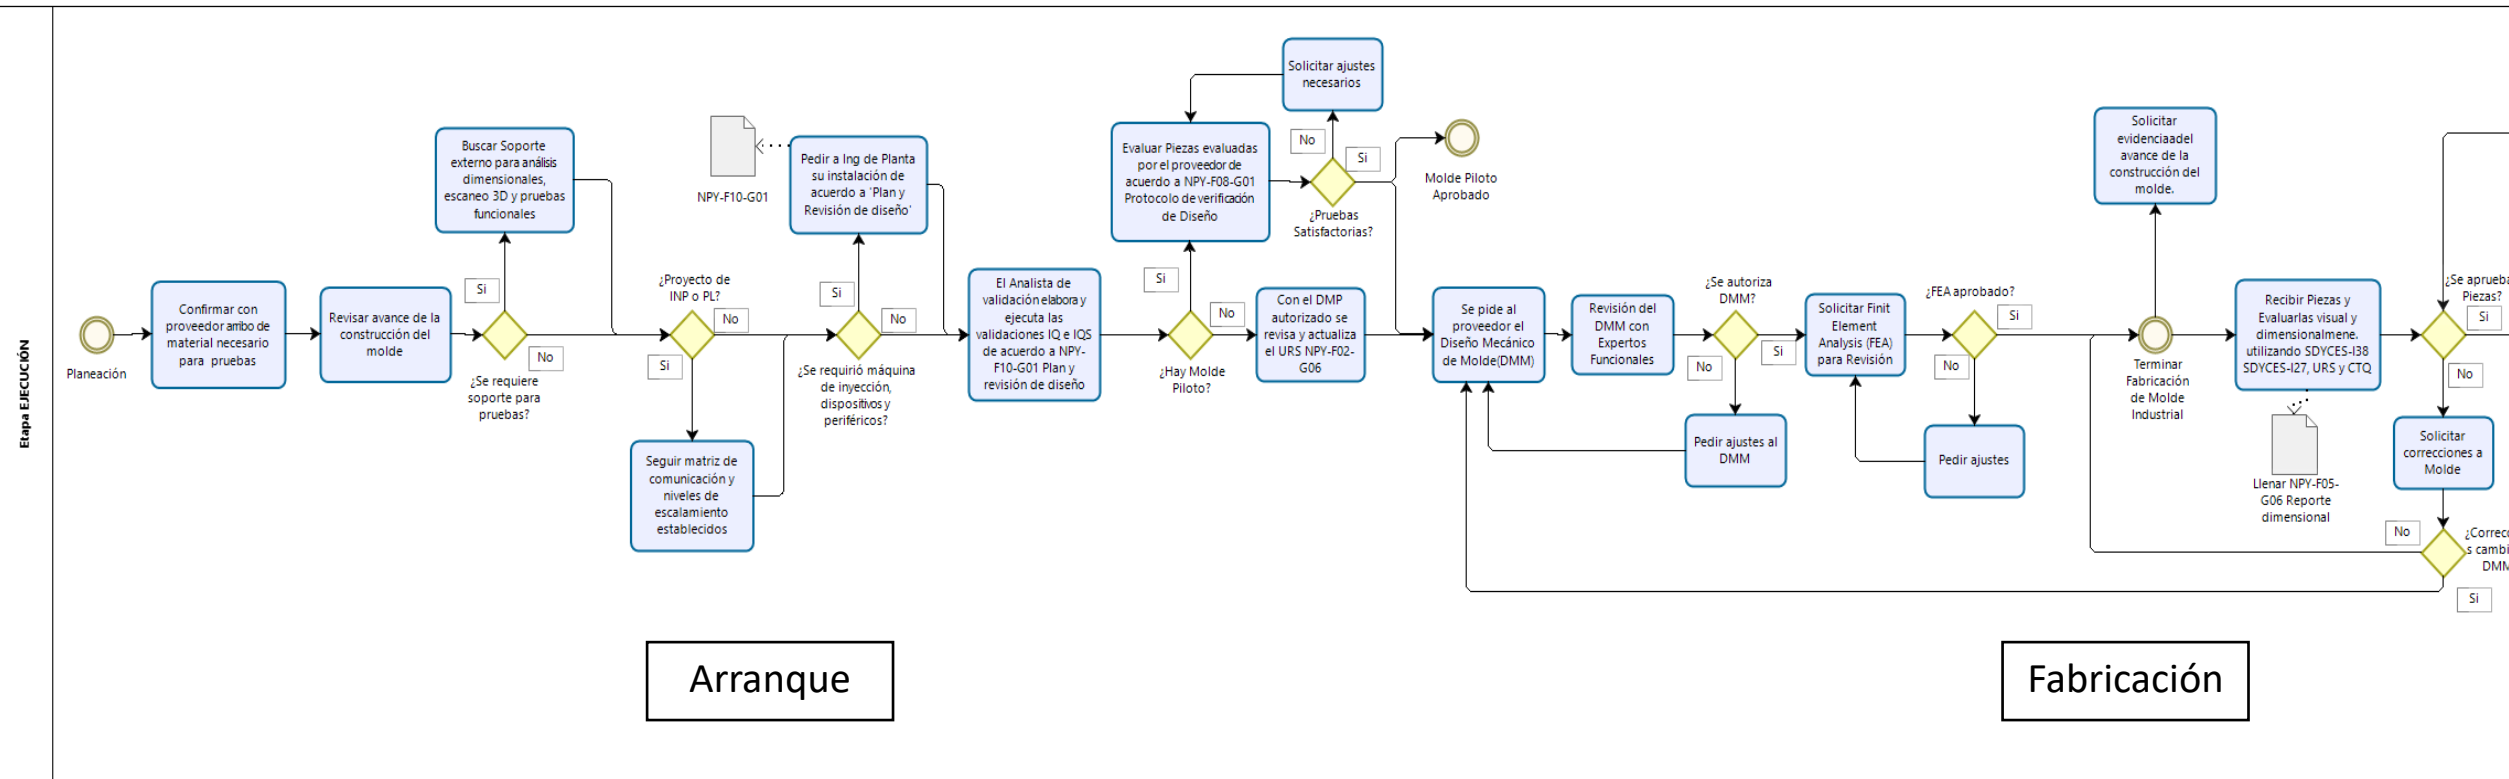 Etapa EJECUCIÓN
Planeación
Confirmar con
proveedor arribo de
material necesario
para pruebas
Revisar avance de la
construcción del
molde
Buscar Soporte
externo para análisis
dimensionales,
escaneo 3D y pruebas
funcionales
Si
No
¿Se requiere
soporte para
pruebas?
¿Proyecto de
INP o PL?
No
Si
Seguir matriz de
comunicación y
niveles de
escalamiento
establecidos
NPY-F10-G01
Pedir a Ing de Planta
su instalación de
acuerdo a 'Plan y
Revisión de diseño'
Si
No
¿Se requirió máquina
de inyección,
dispositivos y
periféricos?
El Analista de
validación elabora y
ejecuta las
validaciones IQ e IQS
de acuerdo a NPY-
F10-G01 Plan y
revisión de diseño
Si
No
¿Hay Molde
Piloto?
Evaluar Piezas evaluadas
por el proveedor de
acuerdo a NPY-F08-G01
Protocolo de verificación
de Diseño
Solicitar ajustes
necesarios
No
Si
¿Pruebas
Satisfactorias?
Molde Piloto
Aprobado
Con el DMP
autorizado se
revisa y actualiza
el URS NPY-F02-
G06
Se pide al
proveedor el
Diseño Mecánico
de Molde(DMM)
Revisión del
DMM con
Expertos
Funcionales
¿Se autoriza
DMM?
Si
No
Pedir ajustes al
DMM
Solicitar Finit
Element
Analysis (FEA)
para Revisión
¿FEA aprobado?
Si
No
Pedir ajustes
Solicitar
evidenciaadel
avance de la
construcción del
molde.
Terminar
Fabricación
de Molde
Industrial
Recibir Piezas y
Evaluarlas visual y
dimensionalmene.
utilizando SDYCES-I38
SDYCES-I27, URS y CTQ
Llenar NPY-F05-
G06 Reporte
dimensional
¿Se aprueba
Piezas?
Si
No
Solicitar
correcciones a
Molde
No
¿Correcc
s cambi
DMM
Si
Arranque
Fabricación